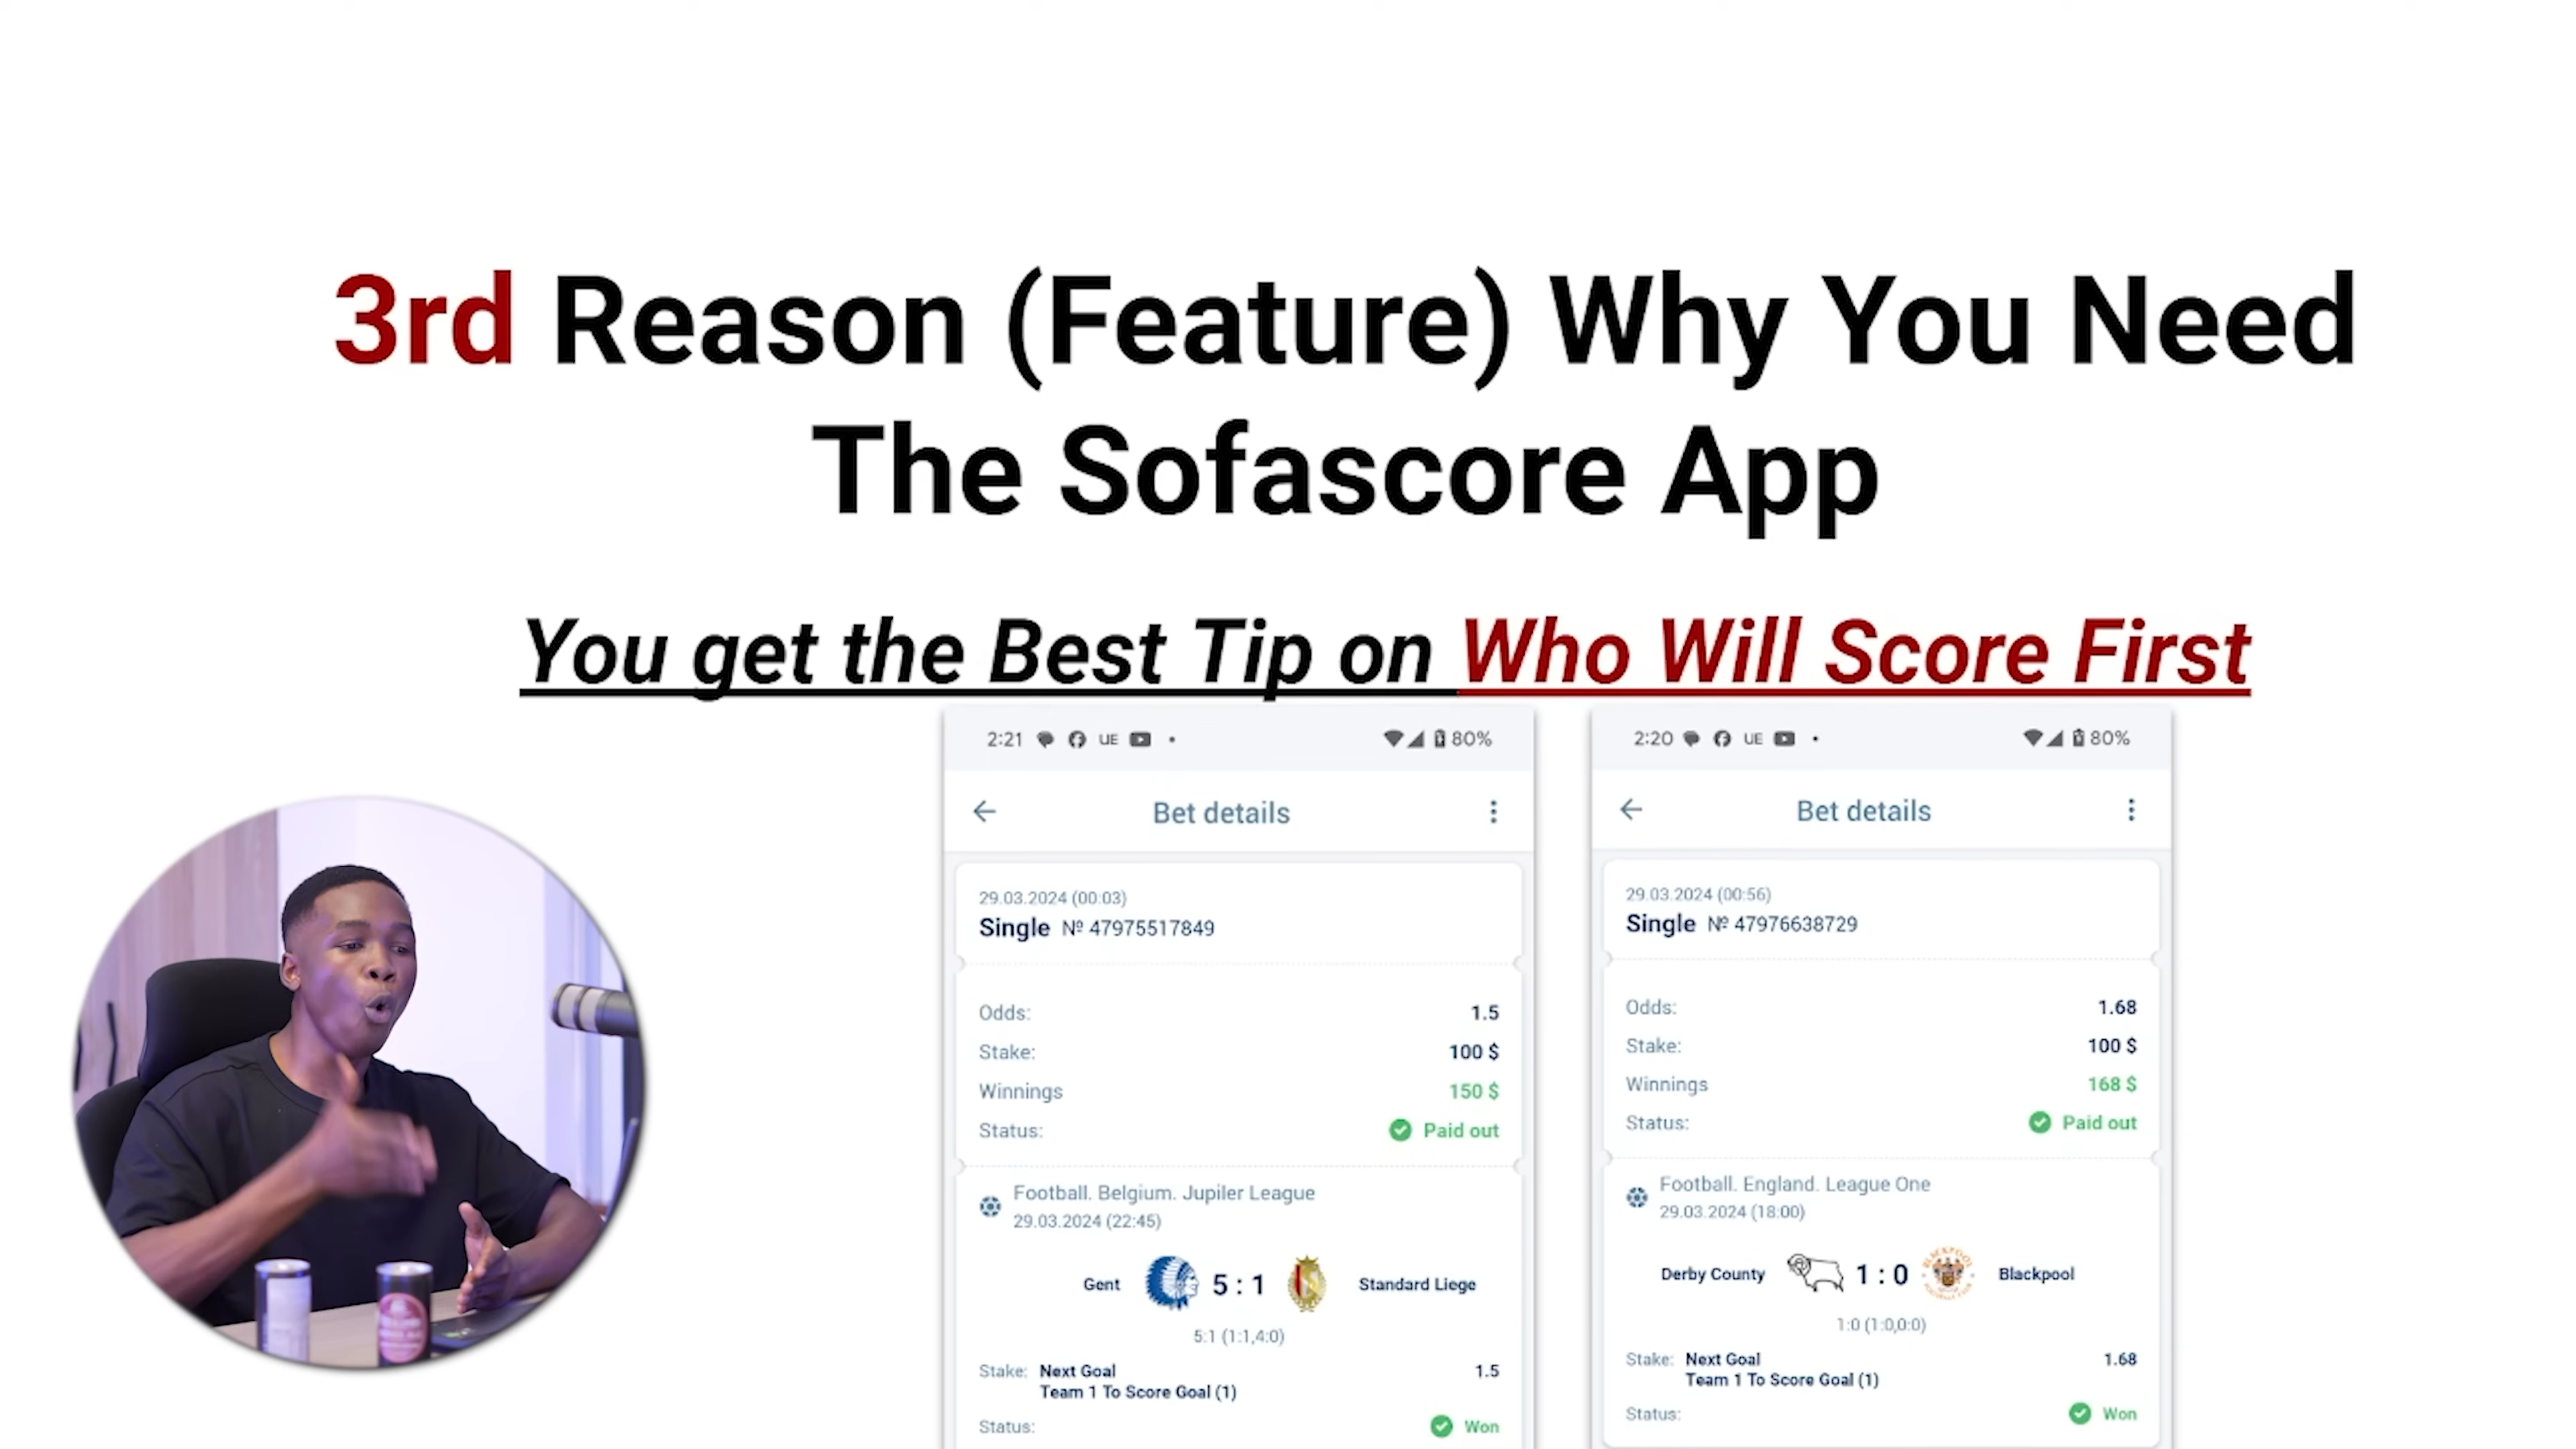 3rd Reason (Feature) Why You Need
The Sofascore App
You get the Best Tip on Who Will Score First
2:21 UE 80%
Bet details
29.03.2024 (00:03)
Single № 47975517849
Odds: 1.5
Stake: 100 $
Winnings 150 $
Status: Paid out
Football. Belgium. Jupiler League
29.03.2024 (22:45)
Gent 5 : 1 Standard Liege
5:1 (1:1,4:0)
Stake: Next Goal 1.5
Team 1 To Score Goal (1)
Status: Won
2:20 UE 80%
Bet details
29.03.2024 (00:56)
Single № 47976638729
Odds: 1.68
Stake: 100 $
Winnings 168 $
Status: Paid out
Football. England. League One
29.03.2024 (18:00)
Derby County 1 : 0 Blackpool
1:0 (1:0,0:0)
Stake: Next Goal 1.68
Team 1 To Score Goal (1)
Status: Won